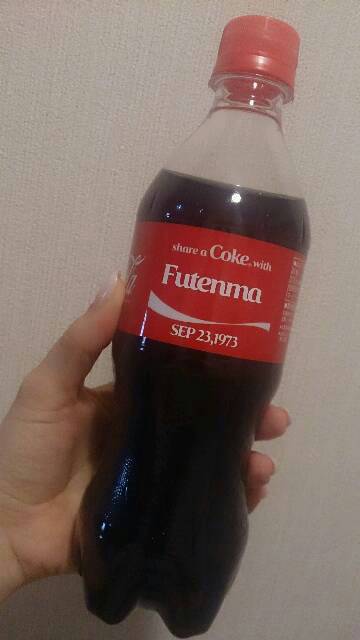 share a Coke with
Futenma
SEP 23,1973